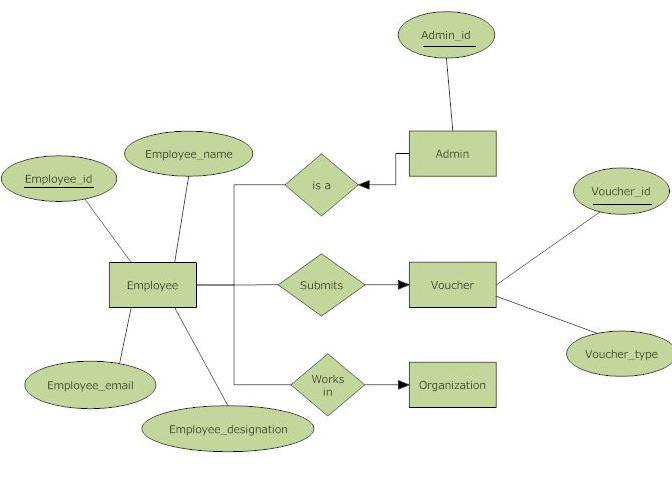 Admin_id
Employee_name
Admin
Employee_id
is a
Voucher_id
Employee
Submits
Voucher
Voucher_type
Employee_email
Works
in
Organization
Employee_designation